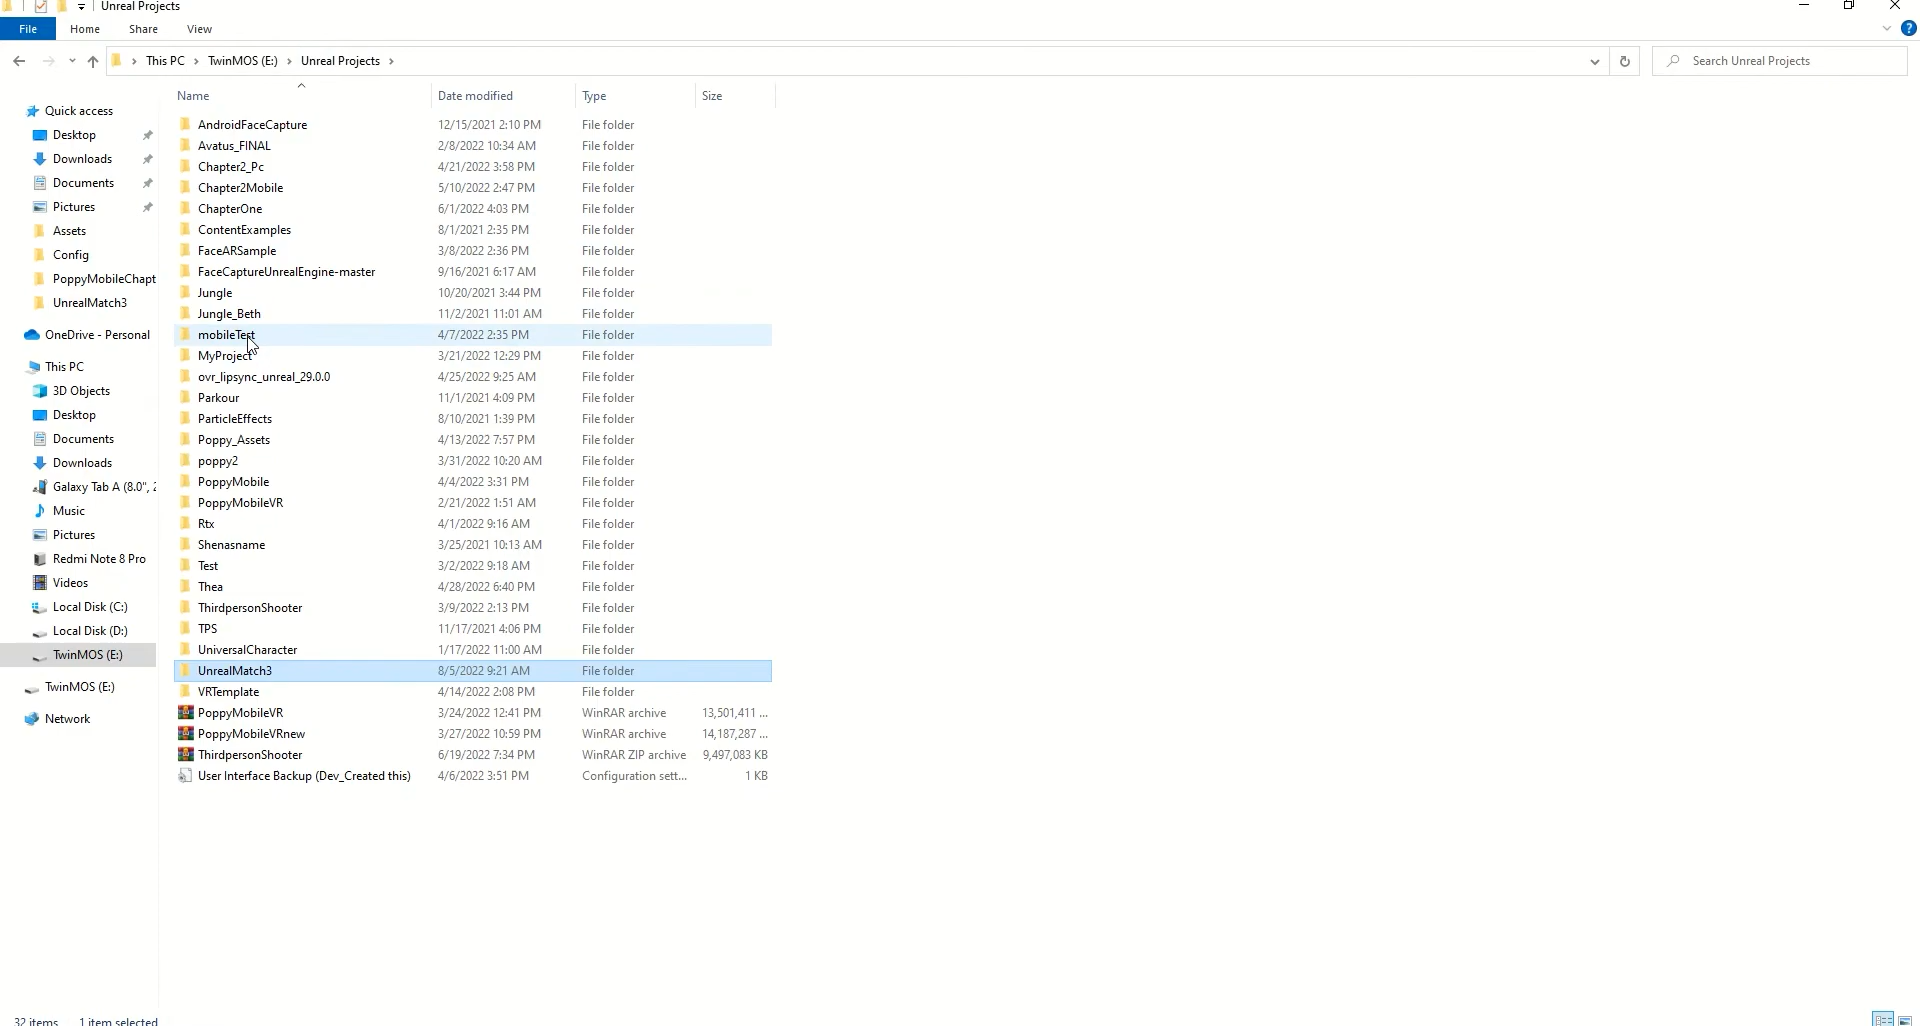 Unreal Projects
File Home Share View
This PC TwinMOS (E:) Unreal Projects Search Unreal Projects
Name Date modified Type Size
Quick access
Desktop
Downloads
Documents
Pictures
Assets
Config
PoppyMobileChapt
UnrealMatch3
OneDrive - Personal
This PC
3D Objects
Desktop
Documents
Downloads
Galaxy Tab A (8.0", 2
Music
Pictures
Redmi Note 8 Pro
Videos
Local Disk (C:)
Local Disk (D:)
TwinMOS (E:)
TwinMOS (E:)
Network
AndroidFaceCapture 12/15/2021 2:10 PM File folder
Avatus_FINAL 2/8/2022 10:34 AM File folder
Chapter2_Pc 4/21/2022 3:58 PM File folder
Chapter2Mobile 5/10/2022 2:47 PM File folder
ChapterOne 6/1/2022 4:03 PM File folder
ContentExamples 8/1/2021 2:35 PM File folder
FaceARSample 3/8/2022 2:36 PM File folder
FaceCaptureUnrealEngine-master 9/16/2021 6:17 AM File folder
Jungle 10/20/2021 3:44 PM File folder
Jungle_Beth 11/2/2021 11:01 AM File folder
mobileTest 4/7/2022 2:35 PM File folder
MyProject 3/21/2022 12:29 PM File folder
ovr_lipsync_unreal_29.0.0 4/25/2022 9:25 AM File folder
Parkour 11/1/2021 4:09 PM File folder
ParticleEffects 8/10/2021 1:39 PM File folder
Poppy_Assets 4/13/2022 7:57 PM File folder
poppy2 3/31/2022 10:20 AM File folder
PoppyMobile 4/4/2022 3:31 PM File folder
PoppyMobileVR 2/21/2022 1:51 AM File folder
Rtx 4/1/2022 9:16 AM File folder
Shenasname 3/25/2021 10:13 AM File folder
Test 3/2/2022 9:18 AM File folder
Thea 4/28/2022 6:40 PM File folder
ThirdpersonShooter 3/9/2022 2:13 PM File folder
TPS 11/17/2021 4:06 PM File folder
UniversalCharacter 1/17/2022 11:00 AM File folder
UnrealMatch3 8/5/2022 9:21 AM File folder
VRTemplate 4/14/2022 2:08 PM File folder
PoppyMobileVR 3/24/2022 12:41 PM WinRAR archive 13,501,411 ...
PoppyMobileVRnew 3/27/2022 10:59 PM WinRAR archive 14,187,287 ...
ThirdpersonShooter 6/19/2022 7:34 PM WinRAR ZIP archive 9,497,083 KB
User Interface Backup (Dev_Created this) 4/6/2022 3:51 PM Configuration sett... 1 KB
32 items 1 item selected